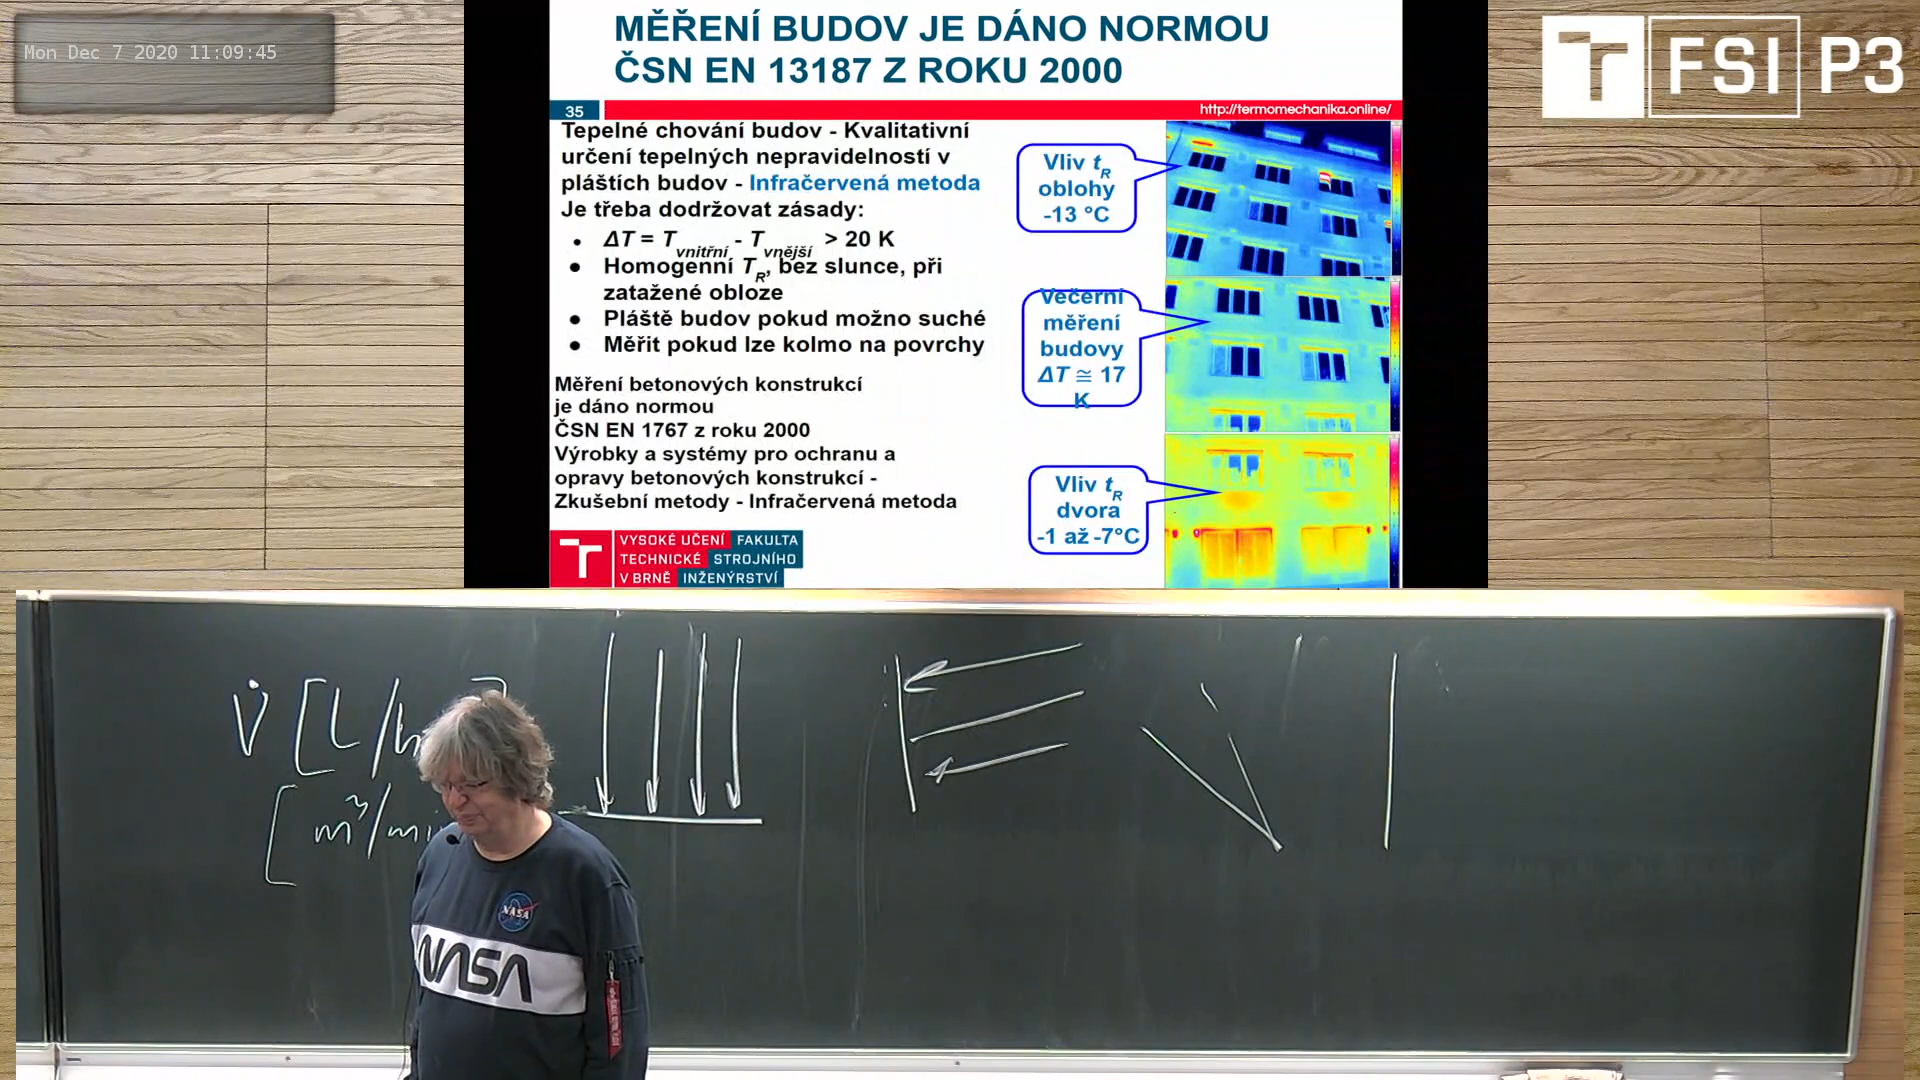 Mon Dec 7 2020 11:09:45
MĚŘENÍ BUDOV JE DÁNO NORMOU
ČSN EN 13187 Z ROKU 2000
35
http://termomechanika.online/
Tepelné chování budov - Kvalitativní
určení tepelných nepravidelností v
pláštích budov - Infračervená metoda
Je třeba dodržovat zásady:
• ΔT = Tvnitřní - Tvnější > 20 K
• Homogenní TR, bez slunce, při
zatažené obloze
• Pláště budov pokud možno suché
• Měřit pokud lze kolmo na povrchy
Měření betonových konstrukcí
je dáno normou
ČSN EN 1767 z roku 2000
Výrobky a systémy pro ochranu a
opravy betonových konstrukcí -
Zkušební metody - Infračervená metoda
Vliv tR
oblohy
-13 °C
Večerní
měření
budovy
ΔT ≅ 17
K
Vliv tR
dvora
-1 až -7°C
VYSOKÉ UČENÍ FAKULTA
TECHNICKÉ STROJNÍHO
V BRNĚ INŽENÝRSTVÍ
T FSI P3
V̇ [L/h
[m³/mi
NASA
NASA